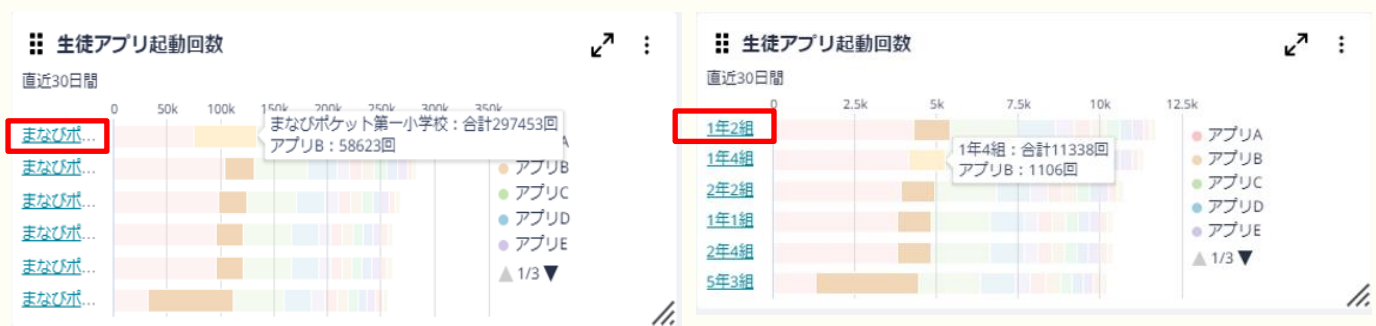 生徒アプリ起動回数
直近30日間
0 50k 100k 150k 200k 250k 300k 350k
まなびポ...
まなびポケット第一小学校：合計297453回
アプリB：58623回
まなびポ...
まなびポ...
まなびポ...
まなびポ...
まなびポ...
アプリB
アプリC
アプリD
アプリE
1/3
生徒アプリ起動回数
直近30日間
0 2.5k 5k 7.5k 10k 12.5k
1年2組
1年4組
2年2組
1年1組
2年4組
5年3組
1年4組：合計11338回
アプリB：1106回
アプリA
アプリB
アプリC
アプリD
アプリE
1/3